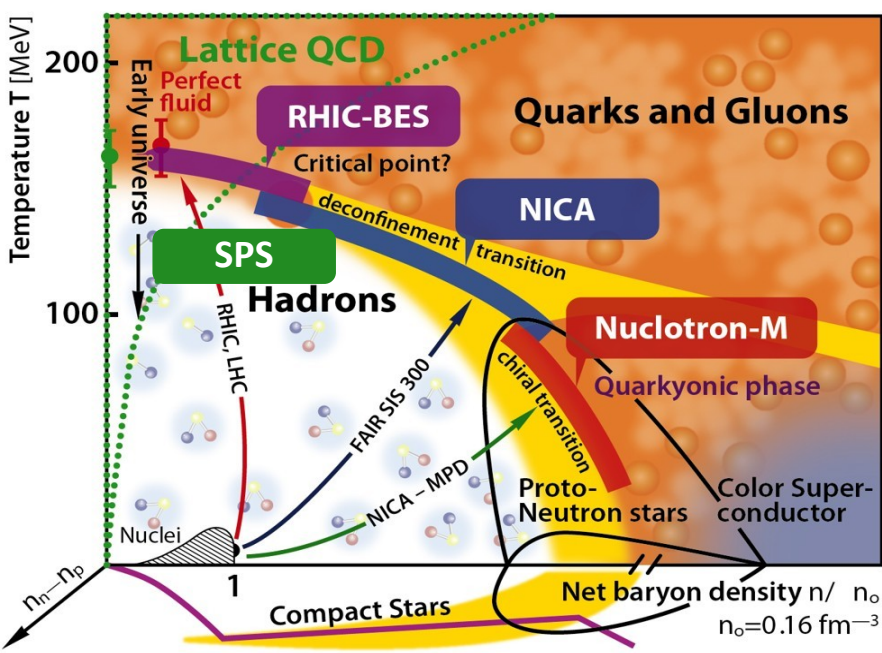 Temperature T [MeV]
200
100
Lattice QCD
Early universe
Perfect
fluid
RHIC-BES
Critical point?
Quarks and Gluons
NICA
deconfinement transition
SPS
Hadrons
RHIC, LHC
Nuclotron-M
chiral transition
Quarkyonic phase
FAIR SIS 300
NICA – MPD
Proto-
Neutron stars
Color Super-
conductor
Nuclei
nn–np
1
Compact Stars
Net baryon density n/ no
no=0.16 fm—3